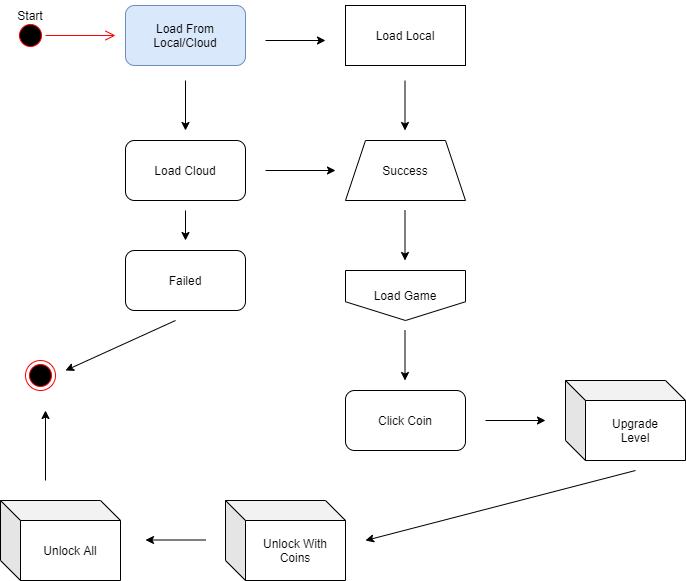 Start
Load From
Local/Cloud
Load Local
Load Cloud
Success
Failed
Load Game
Click Coin
Upgrade
Level
Unlock All
Unlock With
Coins